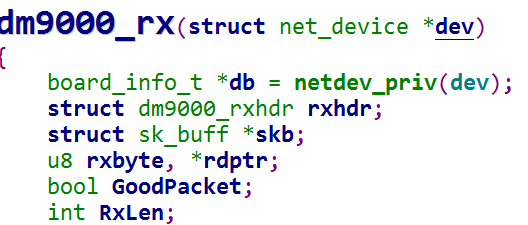 dm9000_rx(struct net_device *dev)
{
board_info_t *db = netdev_priv(dev);
struct dm9000_rxhdr rxhdr;
struct sk_buff *skb;
u8 rxbyte, *rdptr;
bool GoodPacket;
int RxLen;